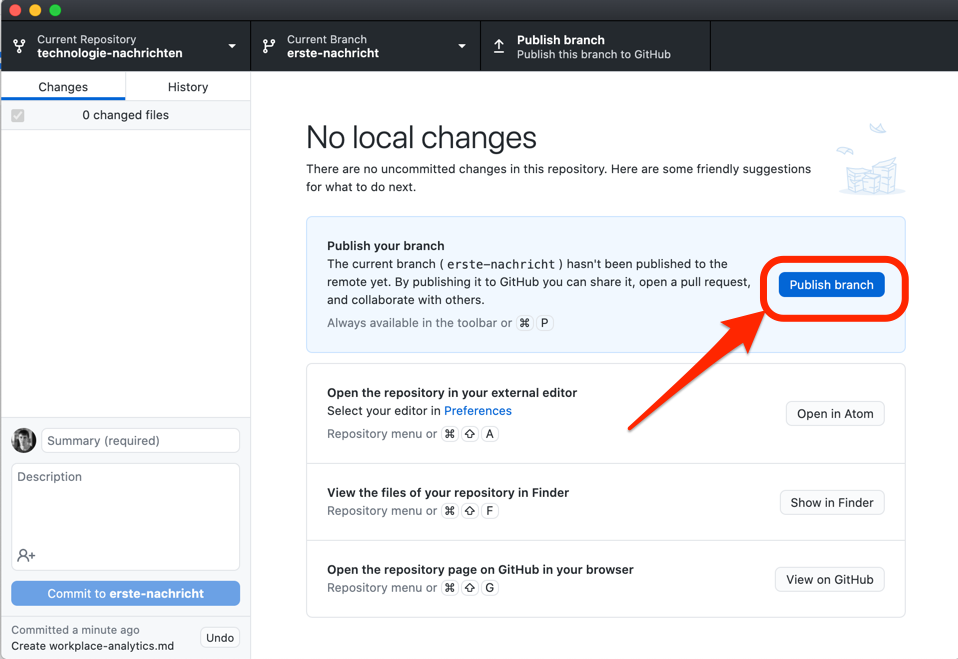 Current Repository
technologie-nachrichten
Current Branch
erste-nachricht
Publish branch
Publish this branch to GitHub
Changes
History
0 changed files
No local changes
There are no uncommitted changes in this repository. Here are some friendly suggestions
for what to do next.
Publish your branch
The current branch ( erste-nachricht ) hasn't been published to the
remote yet. By publishing it to GitHub you can share it, open a pull request,
and collaborate with others.
Always available in the toolbar or ⌘ P
Publish branch
Open the repository in your external editor
Select your editor in Preferences
Repository menu or ⌘ ⇧ A
Open in Atom
View the files of your repository in Finder
Repository menu or ⌘ ⇧ F
Show in Finder
Open the repository page on GitHub in your browser
Repository menu or ⌘ ⇧ G
View on GitHub
Summary (required)
Description
Commit to erste-nachricht
Committed a minute ago
Create workplace-analytics.md
Undo